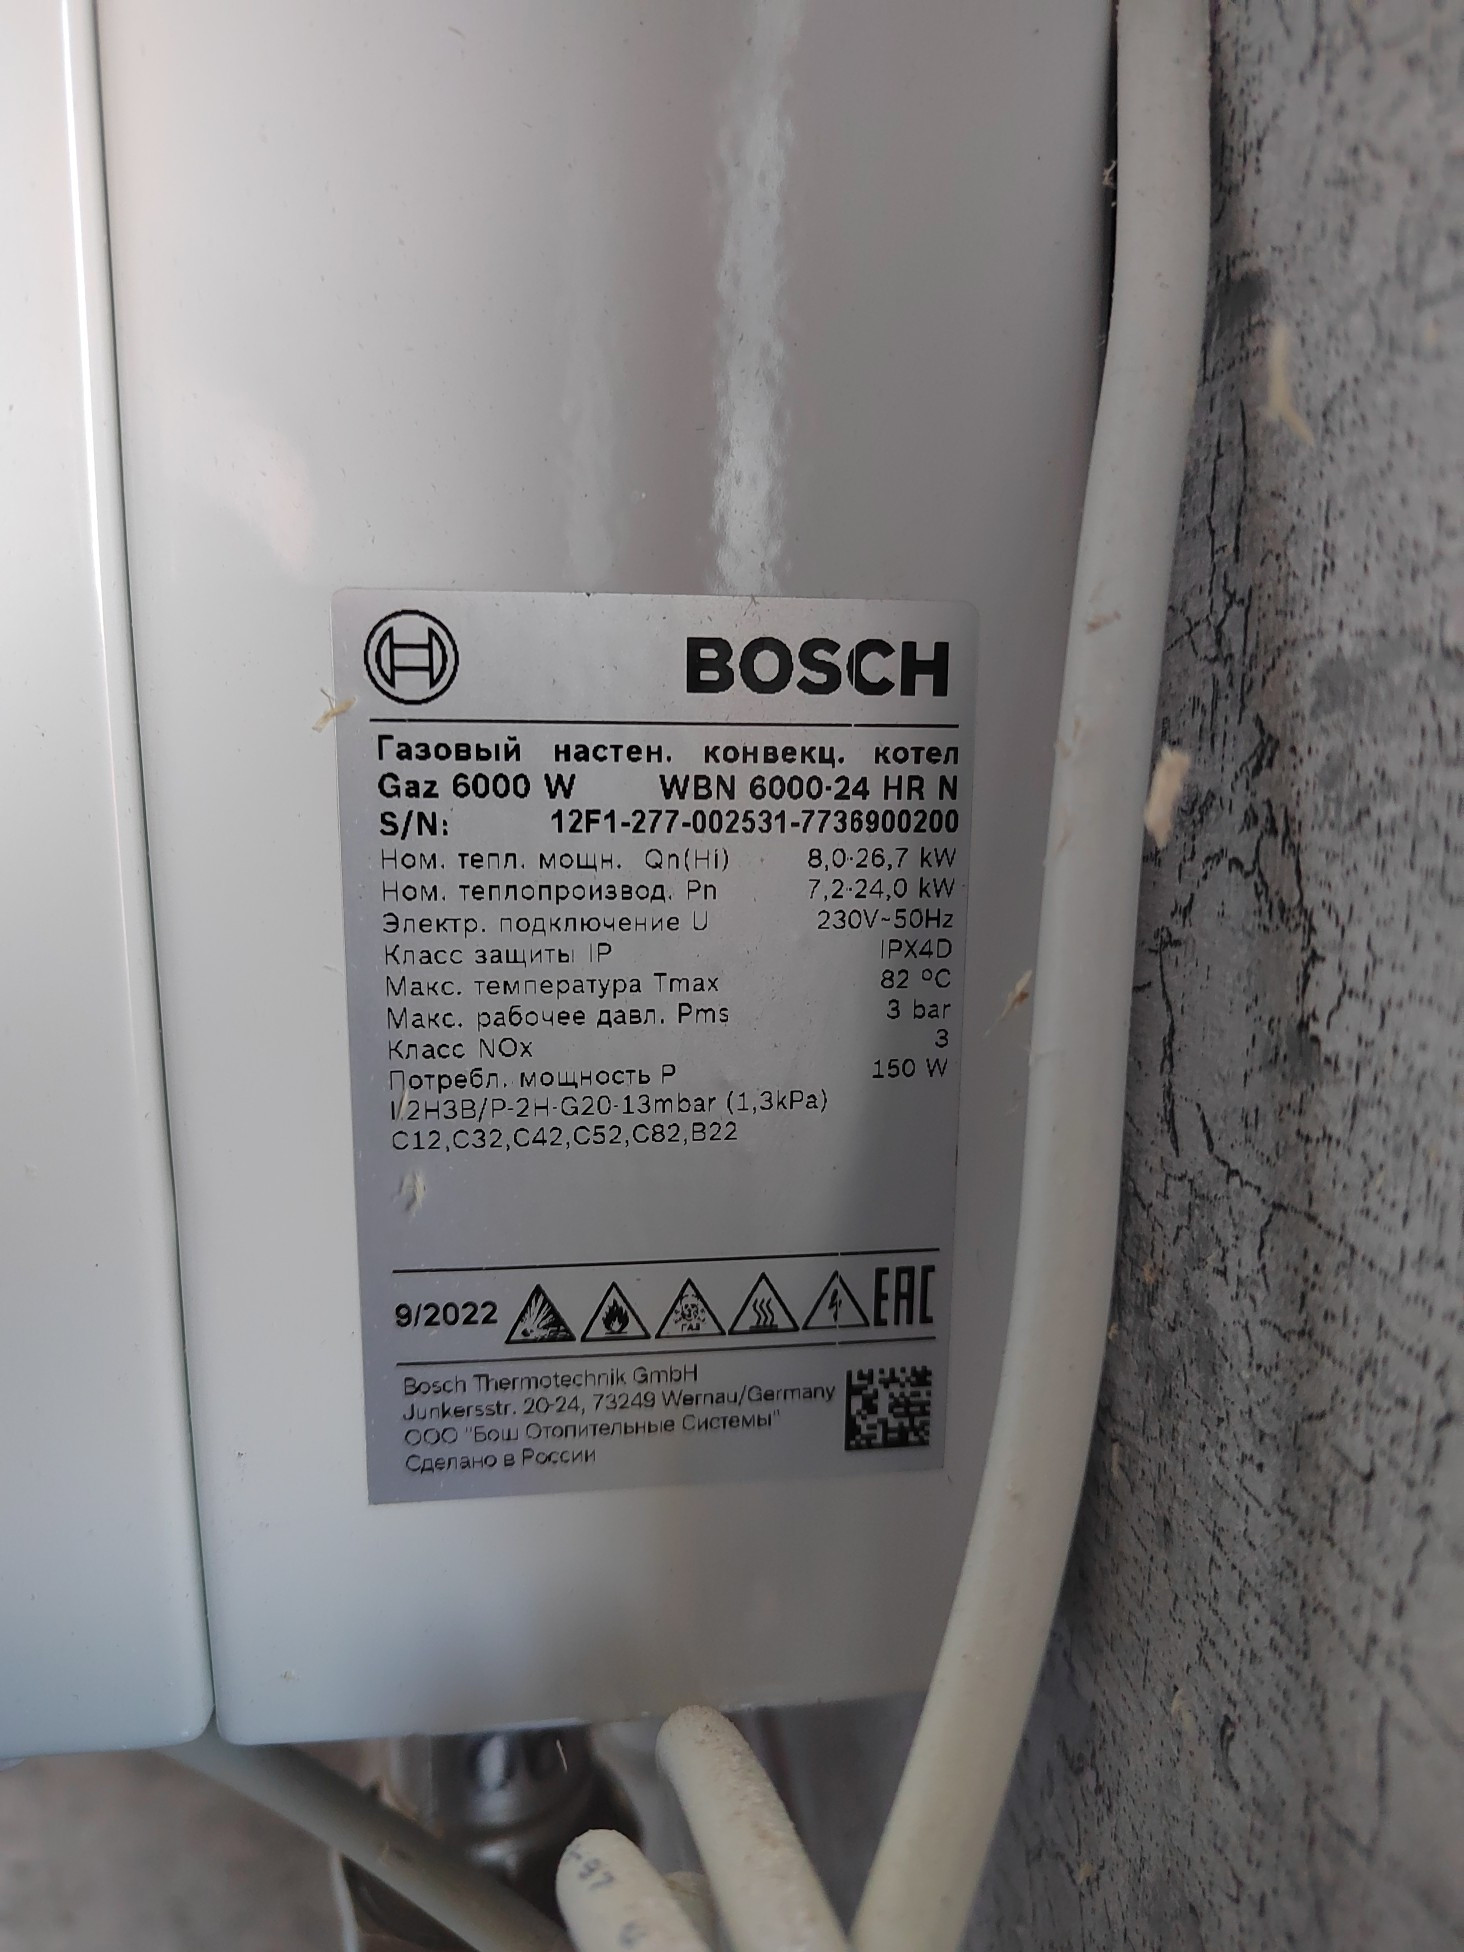 BOSCH
Газовый настен. конвекц. котел
Gaz 6000 W WBN 6000-24 HR N
S/N: 12F1-277-002531-7736900200
Ном. тепл. мощн. Qn(Hi) 8,0-26,7 kW
Ном. теплопроизвод. Pn 7,2-24,0 kW
Электр. подключение U 230V~50Hz
Класс защиты IP IPX4D
Макс. температура Tmax 82 ºC
Макс. рабочее давл. Pms 3 bar
Класс NOx 3
Потребл. мощность P 150 W
2H3B/P-2H-G20-13mbar (1,3kPa)
C12,C32,C42,C52,C82,B22
9/2022 ГАЗ EAC
Bosch Thermotechnik GmbH
Junkersstr. 20-24, 73249 Wernau/Germany
ООО "Бош Отопительные Системы"
Сделано в России